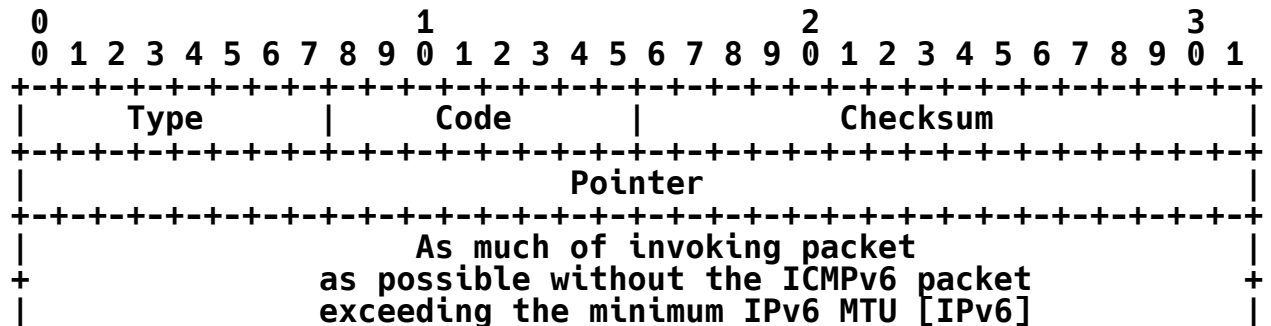 0                   1                   2                   3
 0 1 2 3 4 5 6 7 8 9 0 1 2 3 4 5 6 7 8 9 0 1 2 3 4 5 6 7 8 9 0 1
+-+-+-+-+-+-+-+-+-+-+-+-+-+-+-+-+-+-+-+-+-+-+-+-+-+-+-+-+-+-+-+-+
|     Type      |     Code      |          Checksum             |
+-+-+-+-+-+-+-+-+-+-+-+-+-+-+-+-+-+-+-+-+-+-+-+-+-+-+-+-+-+-+-+-+
|                            Pointer                            |
+-+-+-+-+-+-+-+-+-+-+-+-+-+-+-+-+-+-+-+-+-+-+-+-+-+-+-+-+-+-+-+-+
|                    As much of invoking packet                 |
+               as possible without the ICMPv6 packet           +
|               exceeding the minimum IPv6 MTU [IPv6]           |